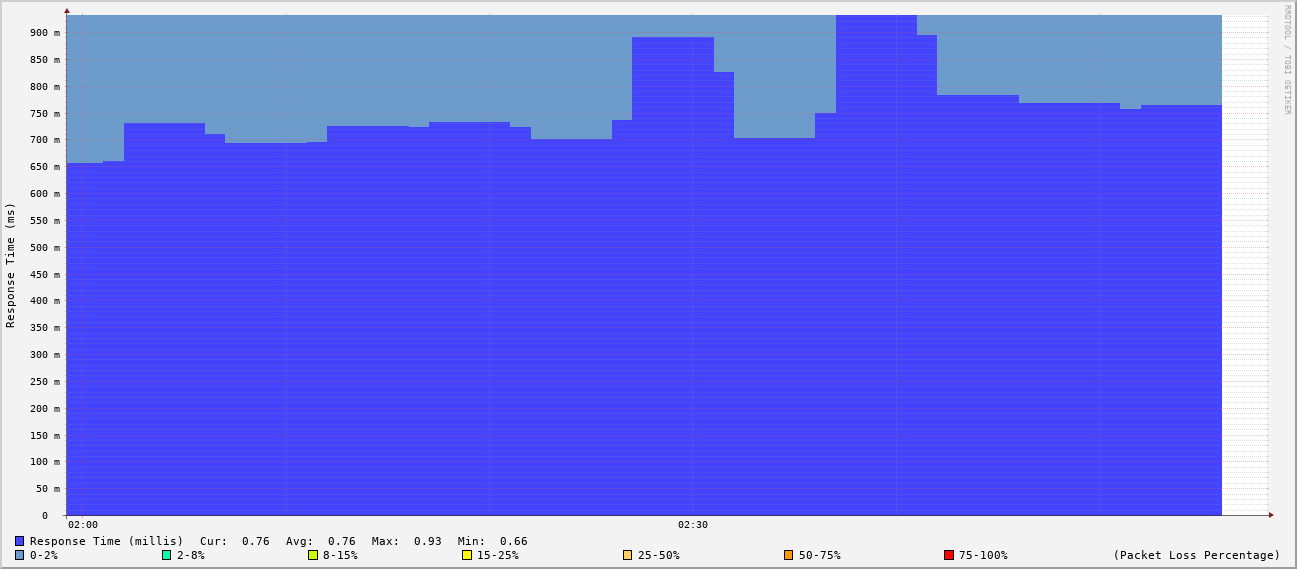 RRDTOOL / TOBI OETIKER
Response Time (ms)
900 m
850 m
800 m
750 m
700 m
650 m
600 m
550 m
500 m
450 m
400 m
350 m
300 m
250 m
200 m
150 m
100 m
50 m
0
02:00 02:30
Response Time (millis) Cur: 0.76 Avg: 0.76 Max: 0.93 Min: 0.66
0-2% 2-8% 8-15% 15-25% 25-50% 50-75% 75-100% (Packet Loss Percentage)